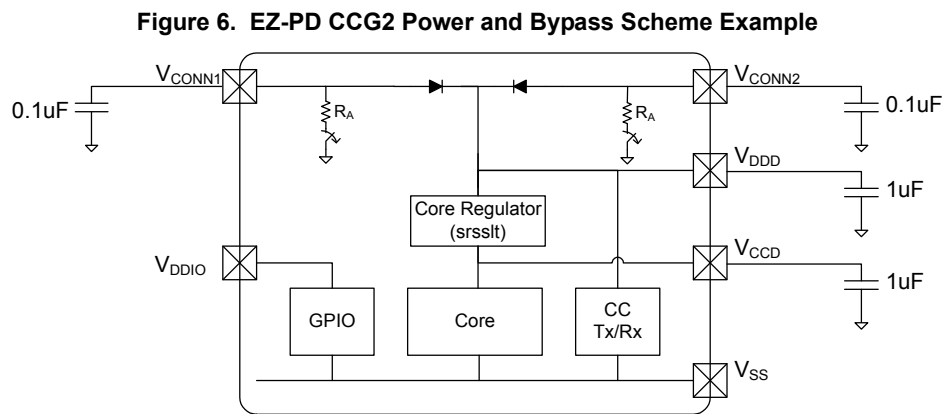 Figure 6. EZ-PD CCG2 Power and Bypass Scheme Example
VCONN1
VCONN2
0.1uF
RA
RA
0.1uF
VDDD
1uF
Core Regulator
(srsslt)
VDDIO
VCCD
1uF
GPIO
Core
CC
Tx/Rx
VSS